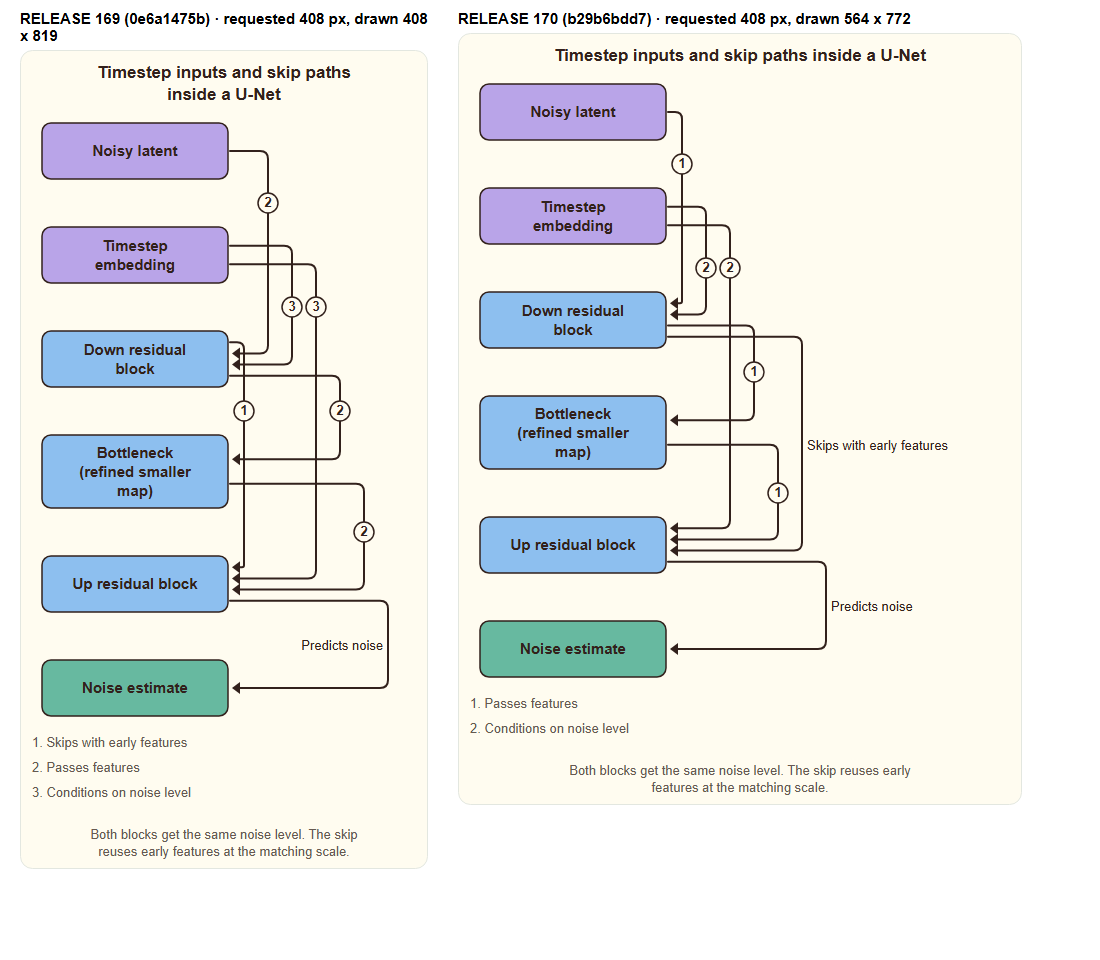 RELEASE 169 (0e6a1475b) · requested 408 px, drawn 408
x 819
Timestep inputs and skip paths
inside a U-Net
Noisy latent
2
Timestep
embedding
3
3
Down residual
block
1
2
Bottleneck
(refined smaller
map)
2
Up residual block
Predicts noise
Noise estimate
1. Skips with early features
2. Passes features
3. Conditions on noise level
Both blocks get the same noise level. The skip
reuses early features at the matching scale.
RELEASE 170 (b29b6bdd7) · requested 408 px, drawn 564 x 772
Timestep inputs and skip paths inside a U-Net
Noisy latent
1
Timestep
embedding
2
2
Down residual
block
1
Bottleneck
(refined smaller
map)
Skips with early features
1
Up residual block
Predicts noise
Noise estimate
1. Passes features
2. Conditions on noise level
Both blocks get the same noise level. The skip reuses early
features at the matching scale.